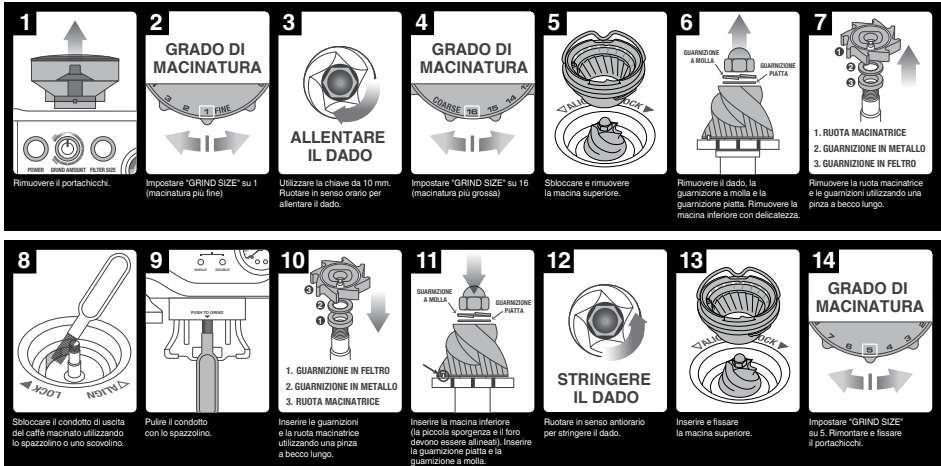 1
POWER GRIND AMOUNT FILTER SIZE
Rimuovere il portachicchi.
2
GRADO DI
MACINATURA
3 2 1 FINE
Impostare "GRIND SIZE" su 1
(macinatura più fine)
3
ALLENTARE
IL DADO
Utilizzare la chiave da 10 mm.
Ruotare in senso orario per
allentare il dado.
4
GRADO DI
MACINATURA
COARSE 16 15 14 13
Impostare "GRIND SIZE" su 16
(macinatura più grossa)
5
Sbloccare e rimuovere
la macina superiore.
6
GUARNIZIONE
A MOLLA
GUARNIZIONE
PIATTA
Rimuovere il dado, la
guarnizione a molla e la
guarnizione piatta. Rimuovere la
macina inferiore con delicatezza.
7
1
2
3
1. RUOTA MACINATRICE
2. GUARNIZIONE IN METALLO
3. GUARNIZIONE IN FELTRO
Rimuovere la ruota macinatrice
e le guarnizioni utilizzando una
pinza a becco lungo.
8
LOCK ALIGN
Sbloccare il condotto di uscita
del caffè macinato utilizzando
lo spazzolino o uno scovolino.
9
SINGLE DOUBLE
PUSH TO GRIND
Pulire il condotto
con lo spazzolino.
10
3
2
1
1. GUARNIZIONE IN FELTRO
2. GUARNIZIONE IN METALLO
3. RUOTA MACINATRICE
Inserire le guarnizioni
e la ruota macinatrice
utilizzando una pinza
a becco lungo.
11
GUARNIZIONE
A MOLLA
GUARNIZIONE
PIATTA
Inserire la macina inferiore
(la piccola sporgenza e il foro
devono essere allineati). Inserire
la guarnizione piatta e la
guarnizione a molla.
12
STRINGERE
IL DADO
Ruotare in senso antiorario
per stringere il dado.
13
Inserire e fissare
la macina superiore.
14
GRADO DI
MACINATURA
7 6 5 4 3
Impostare "GRIND SIZE"
su 5. Rimontare e fissare
il portachicchi.